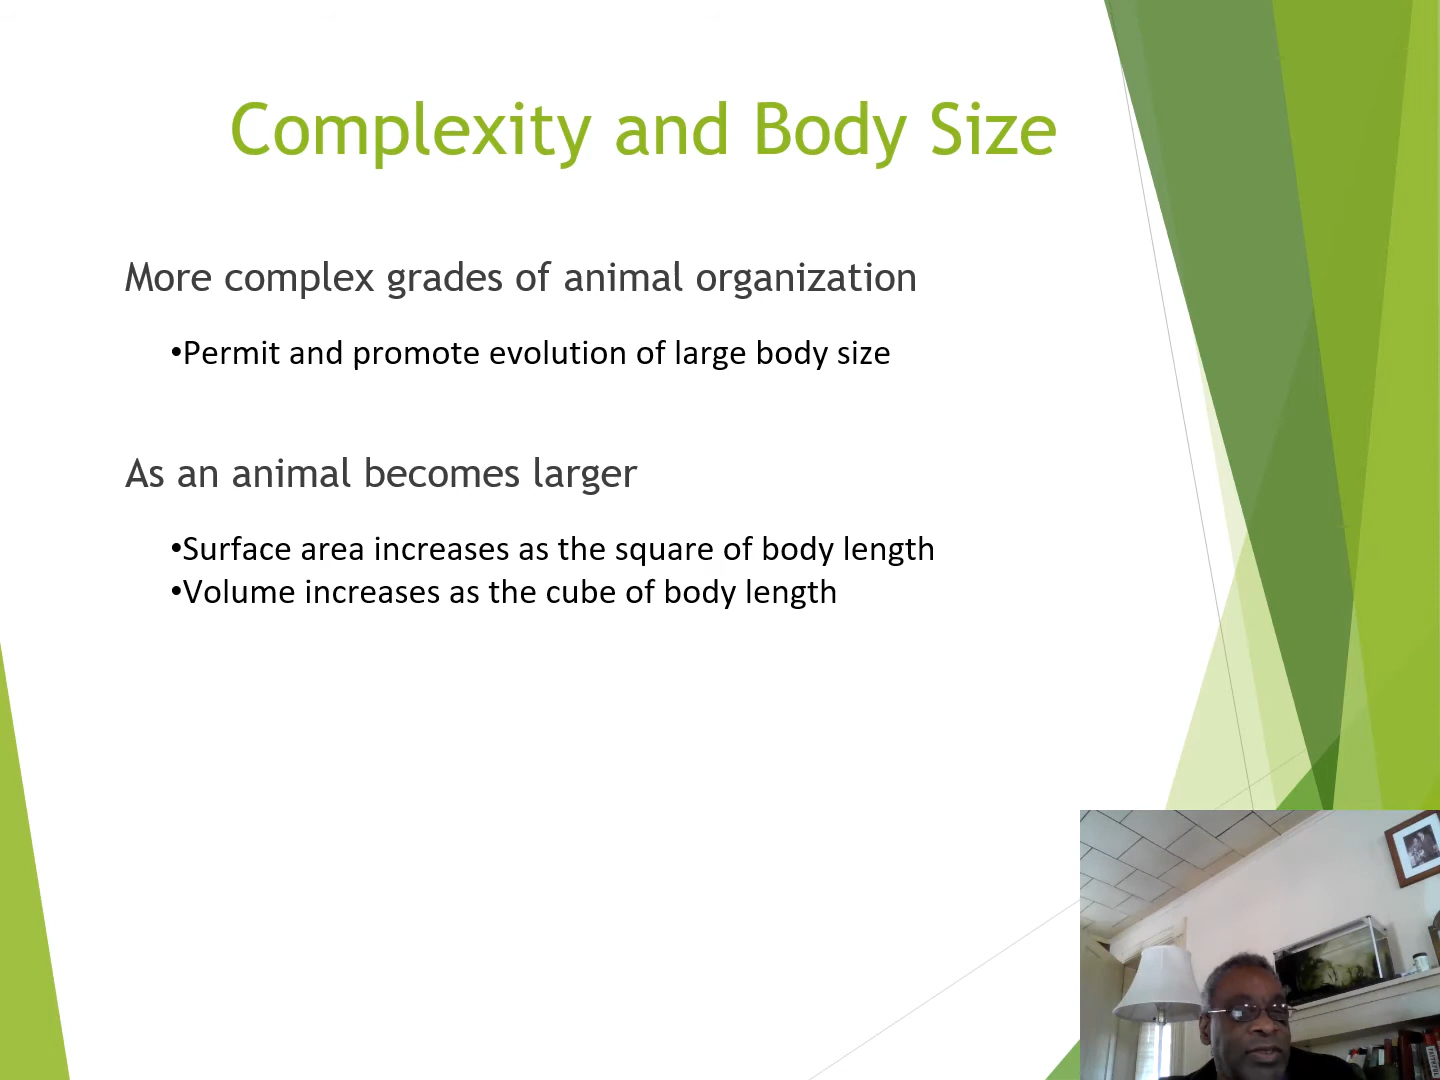 Complexity and Body Size
More complex grades of animal organization
•Permit and promote evolution of large body size
As an animal becomes larger
•Surface area increases as the square of body length
•Volume increases as the cube of body length